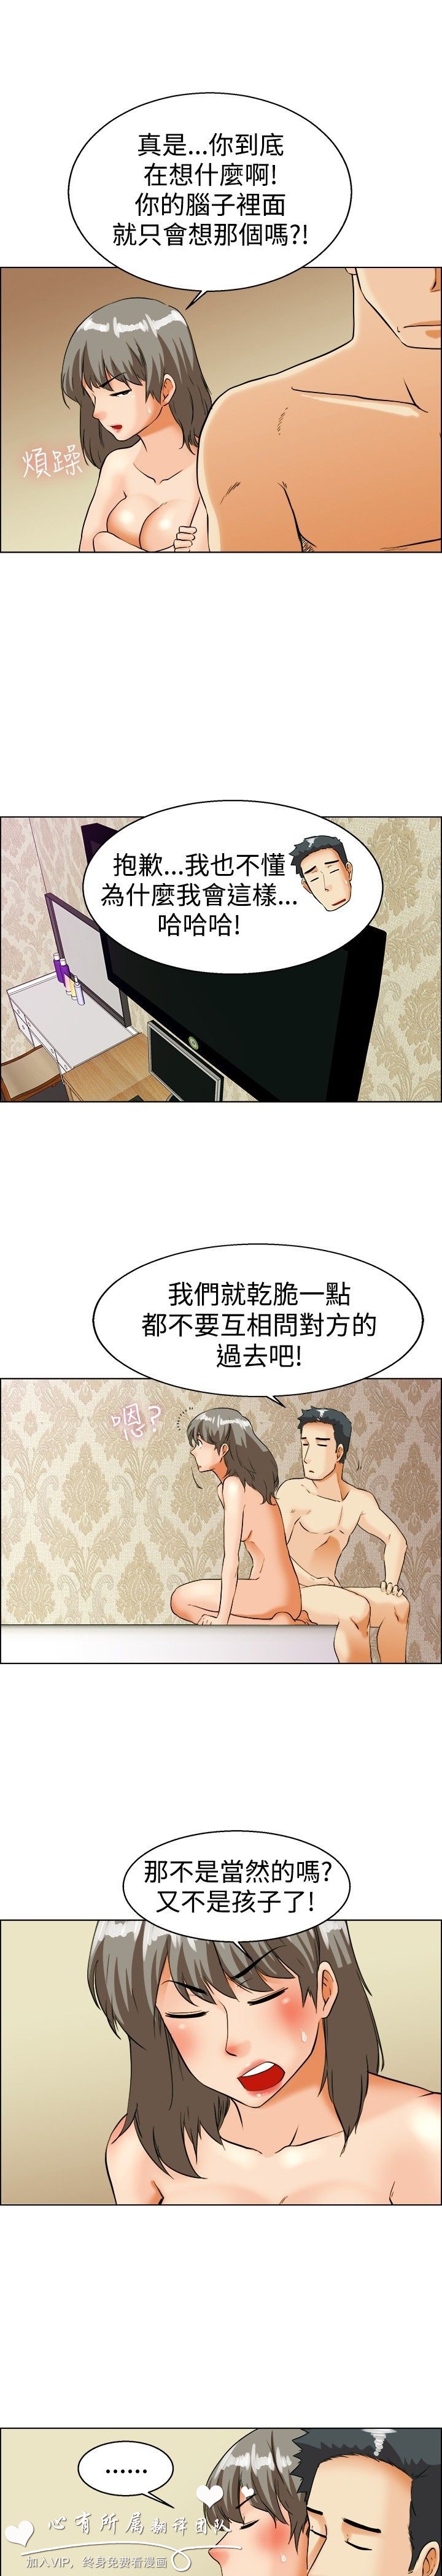 真是...你到底
在想什麼啊!
你的腦子裡面
就只會想那個嗎?!
煩躁
抱歉...我也不懂
為什麼我會這樣...
哈哈哈!
我們就乾脆一點
都不要互相問對方的
過去吧!
嗯?
那不是當然的嗎?
又不是孩子了!
......
心有所属翻译团队
加入VIP，终身免费看漫画